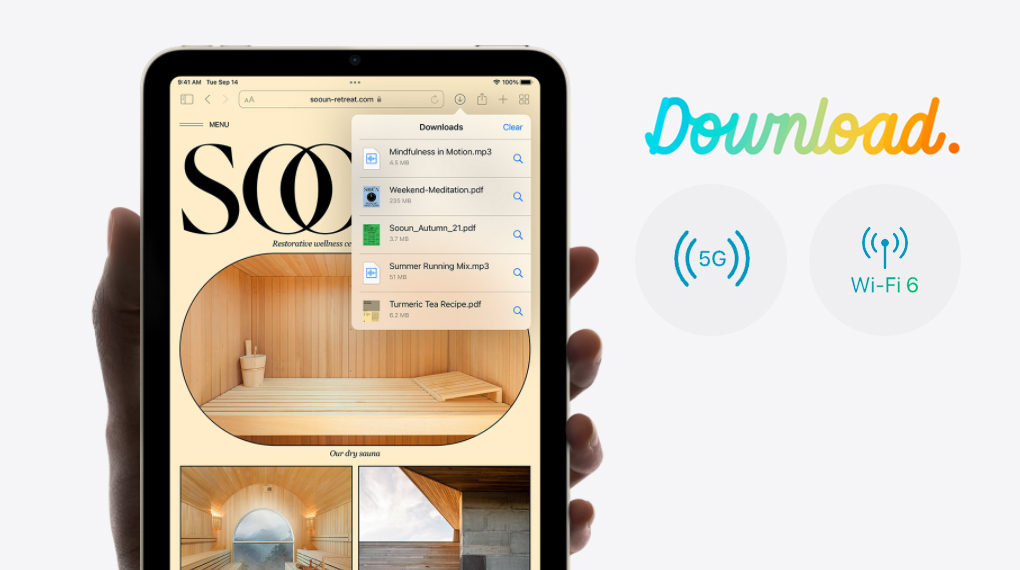 9:41 AM Tue Sep 14
100%
AA sooun-retreat.com
MENU
SOO
Restorative wellness ce
Downloads Clear
Mindfulness in Motion.mp3
4.5 MB
Weekend-Meditation.pdf
235 MB
Sooun_Autumn_21.pdf
3.7 MB
Summer Running Mix.mp3
51 MB
Turmeric Tea Recipe.pdf
6.2 MB
Our dry sauna
Download.
5G
Wi-Fi 6